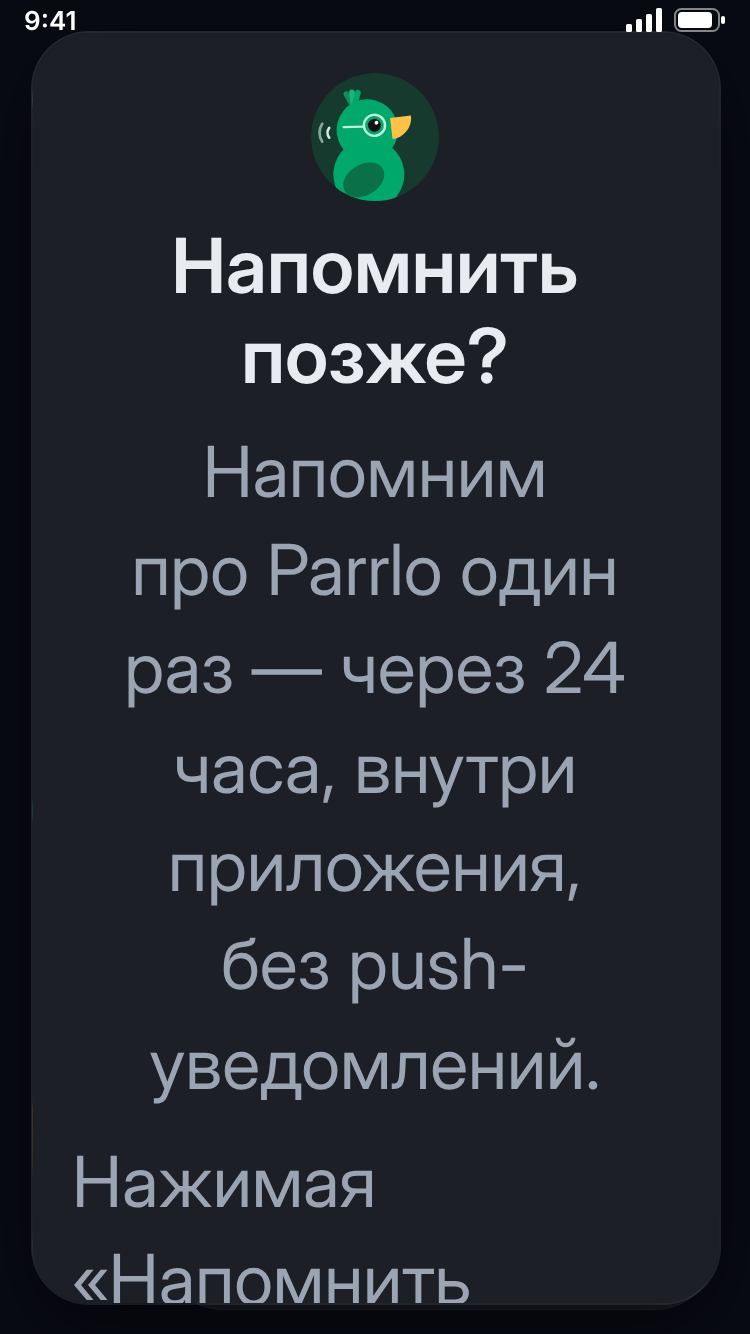 9:41
Напомнить
позже?
Напомним
про Parrlo один
раз — через 24
часа, внутри
приложения,
без push-
уведомлений.
Нажимая
«Напомнить